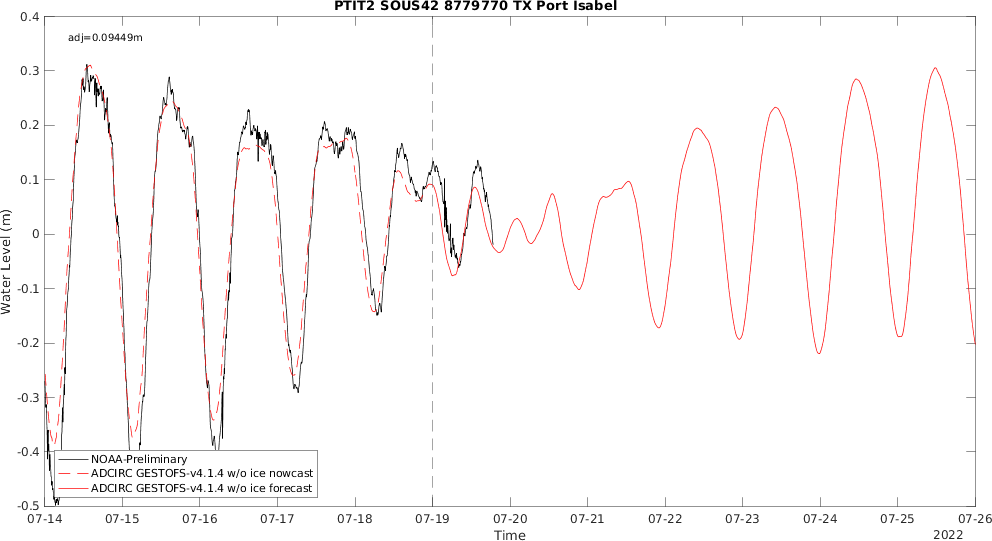 PTIT2 SOUS42 8779770 TX Port Isabel
adj=0.09449m
0.4
0.3
0.2
0.1
0
-0.1
-0.2
-0.3
-0.4
-0.5
Water Level (m)
NOAA-Preliminary
ADCIRC GESTOFS-v4.1.4 w/o ice nowcast
ADCIRC GESTOFS-v4.1.4 w/o ice forecast
07-14 07-15 07-16 07-17 07-18 07-19 07-20 07-21 07-22 07-23 07-24 07-25 07-26
Time
2022